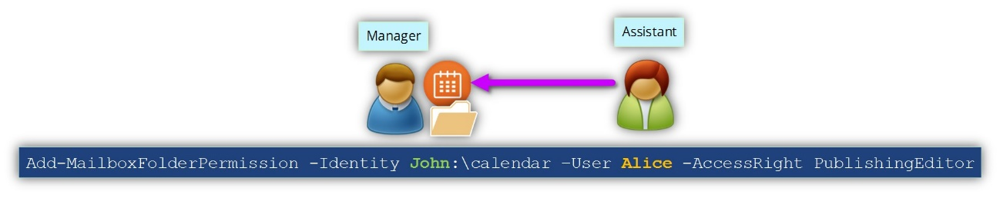 Manager
Assistant
Add-MailboxFolderPermission -Identity John:\calendar –User Alice -AccessRight PublishingEditor